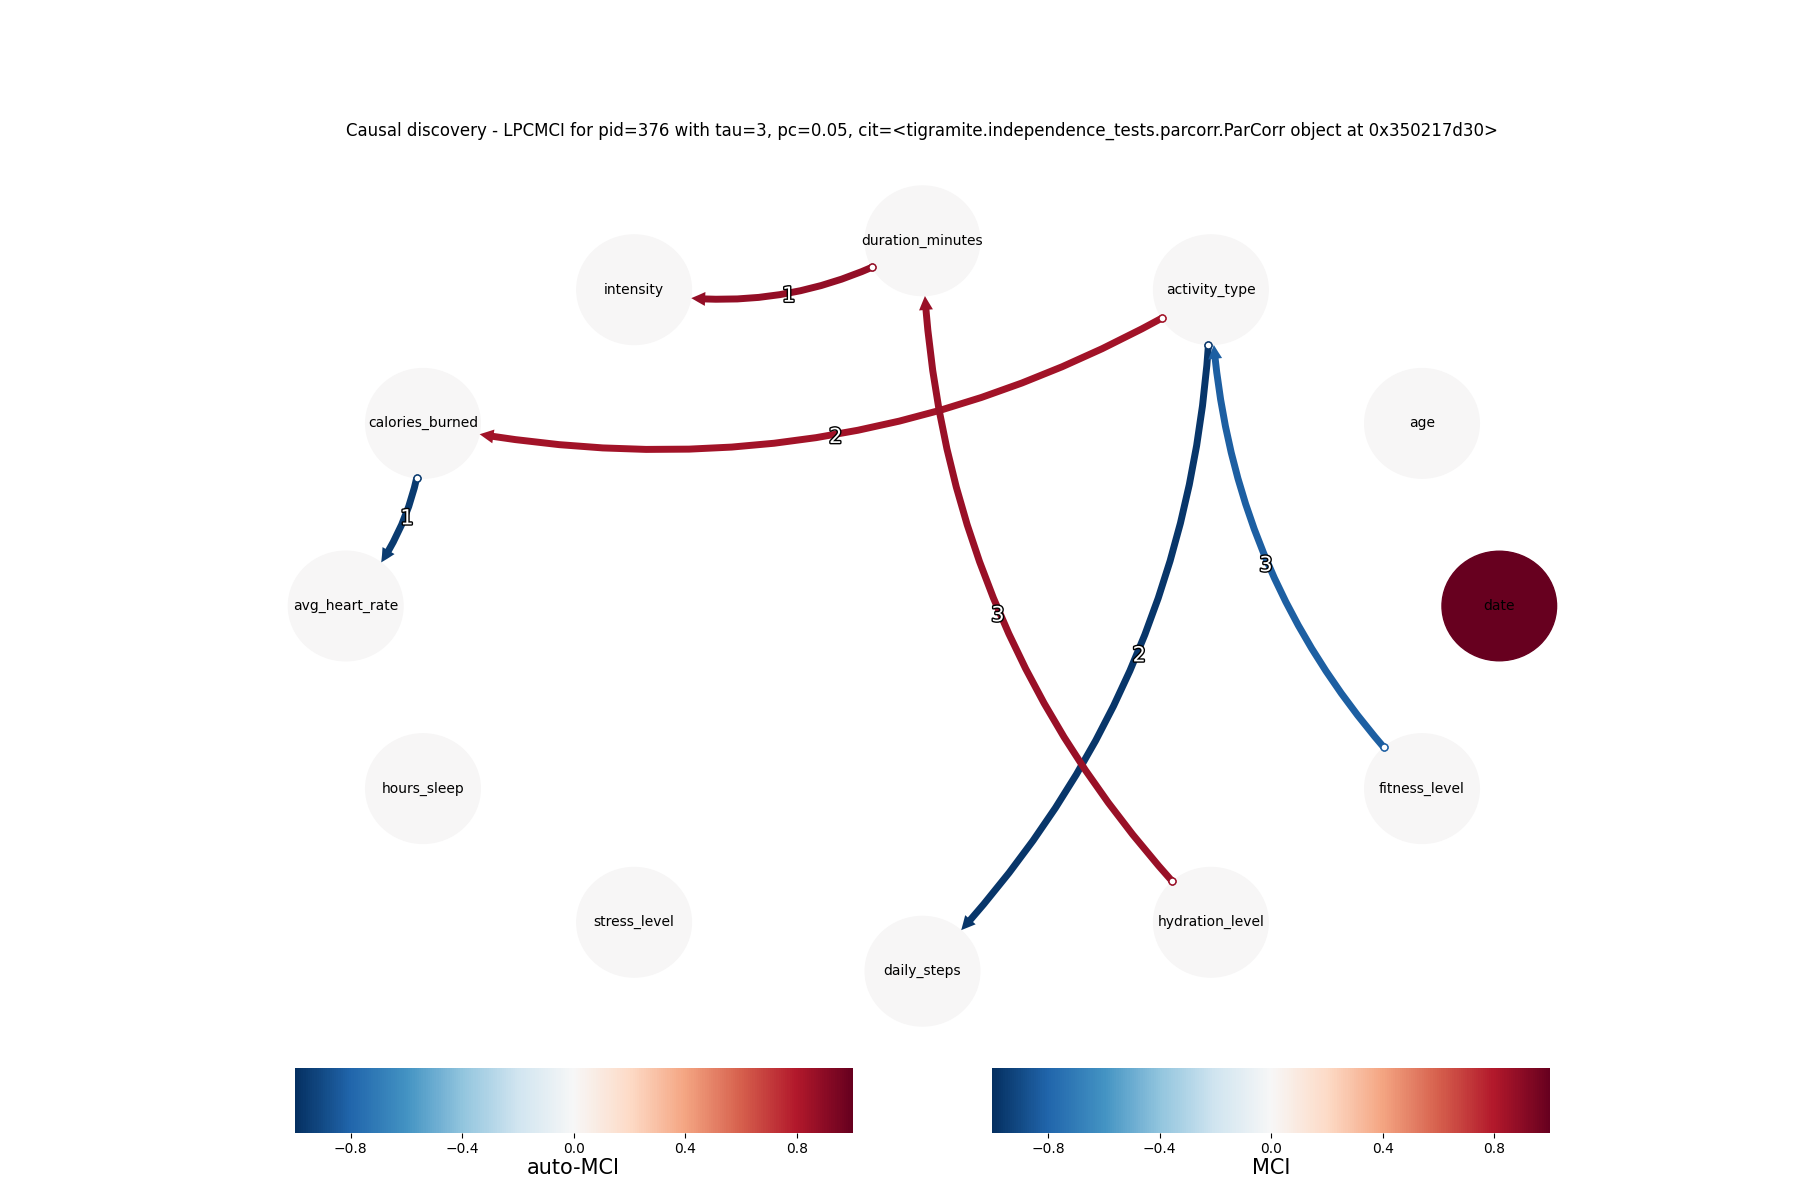 Causal discovery - LPCMCI for pid=376 with tau=3, pc=0.05, cit=<tigramite.independence_tests.parcorr.ParCorr object at 0x350217d30>
duration_minutes
intensity
activity_type
1
calories_burned
age
2
1
3
avg_heart_rate
date
3
2
hours_sleep
fitness_level
stress_level
hydration_level
daily_steps
−0.8 −0.4 0.0 0.4 0.8
auto-MCI
−0.8 −0.4 0.0 0.4 0.8
MCI